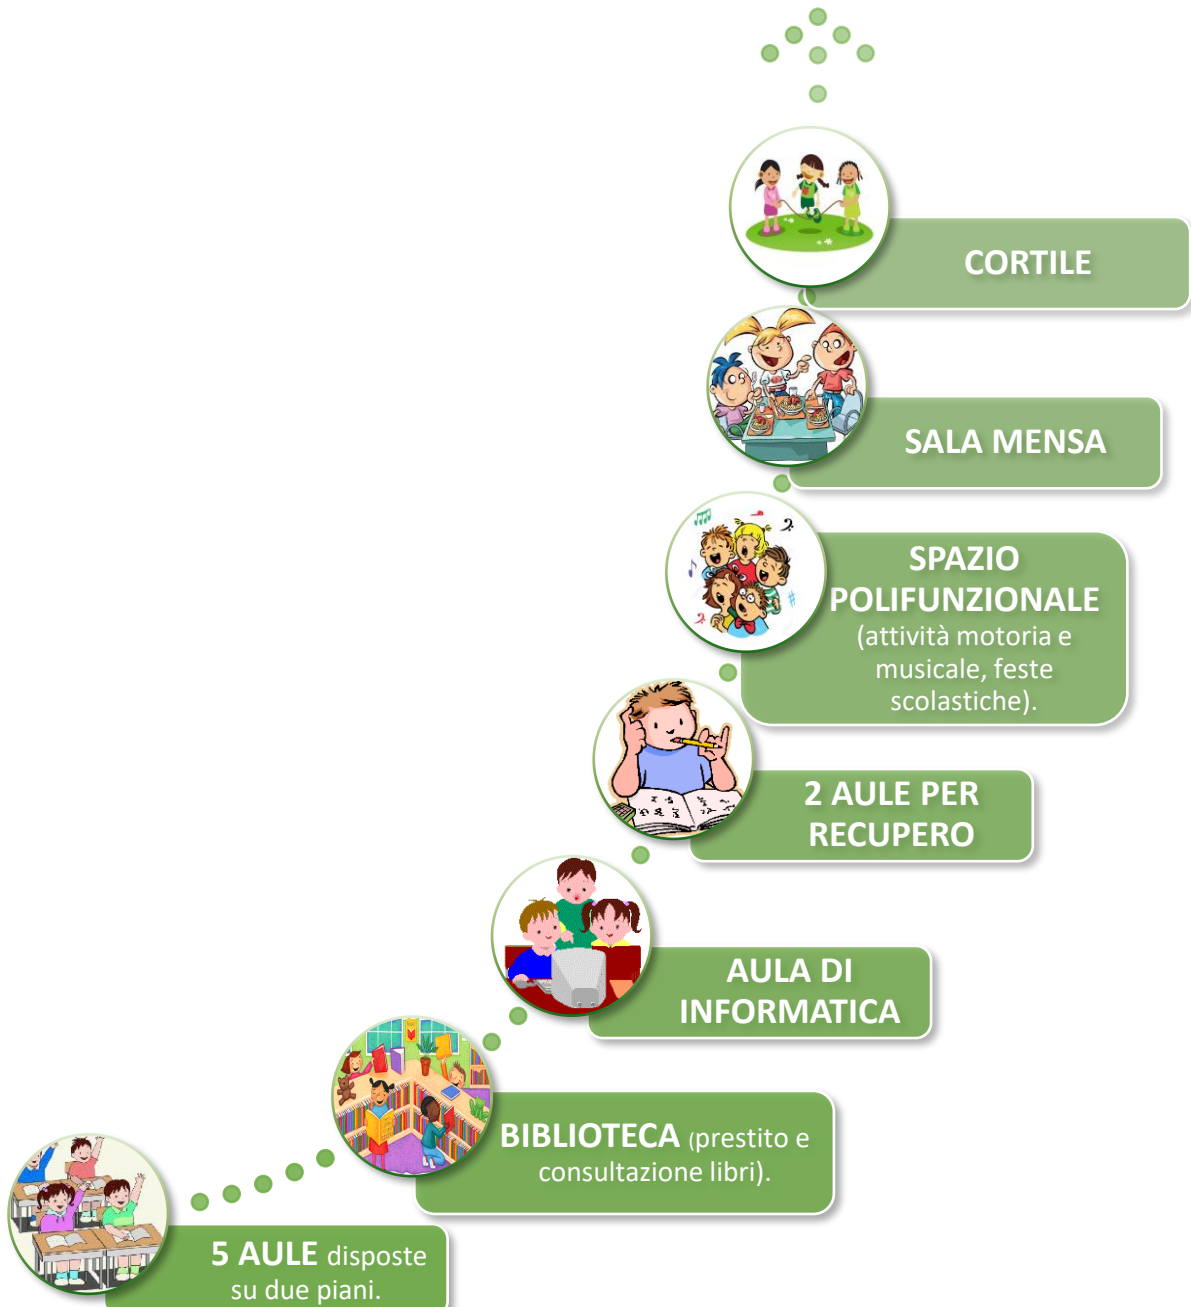 CORTILE
SALA MENSA
SPAZIO
POLIFUNZIONALE
(attività motoria e
musicale, feste
scolastiche).
2 AULE PER
RECUPERO
AULA DI
INFORMATICA
BIBLIOTECA (prestito e
consultazione libri).
5 AULE disposte
su due piani.